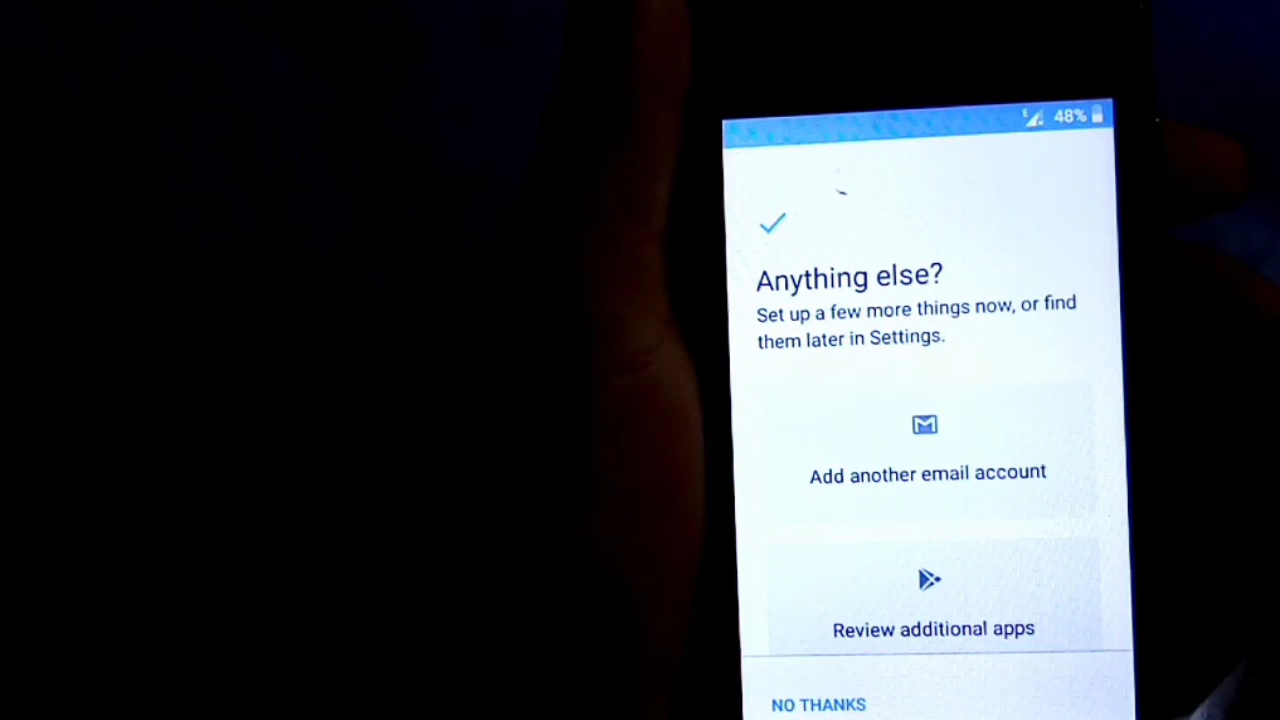 48%
Anything else?
Set up a few more things now, or find
them later in Settings.
Add another email account
Review additional apps
NO THANKS